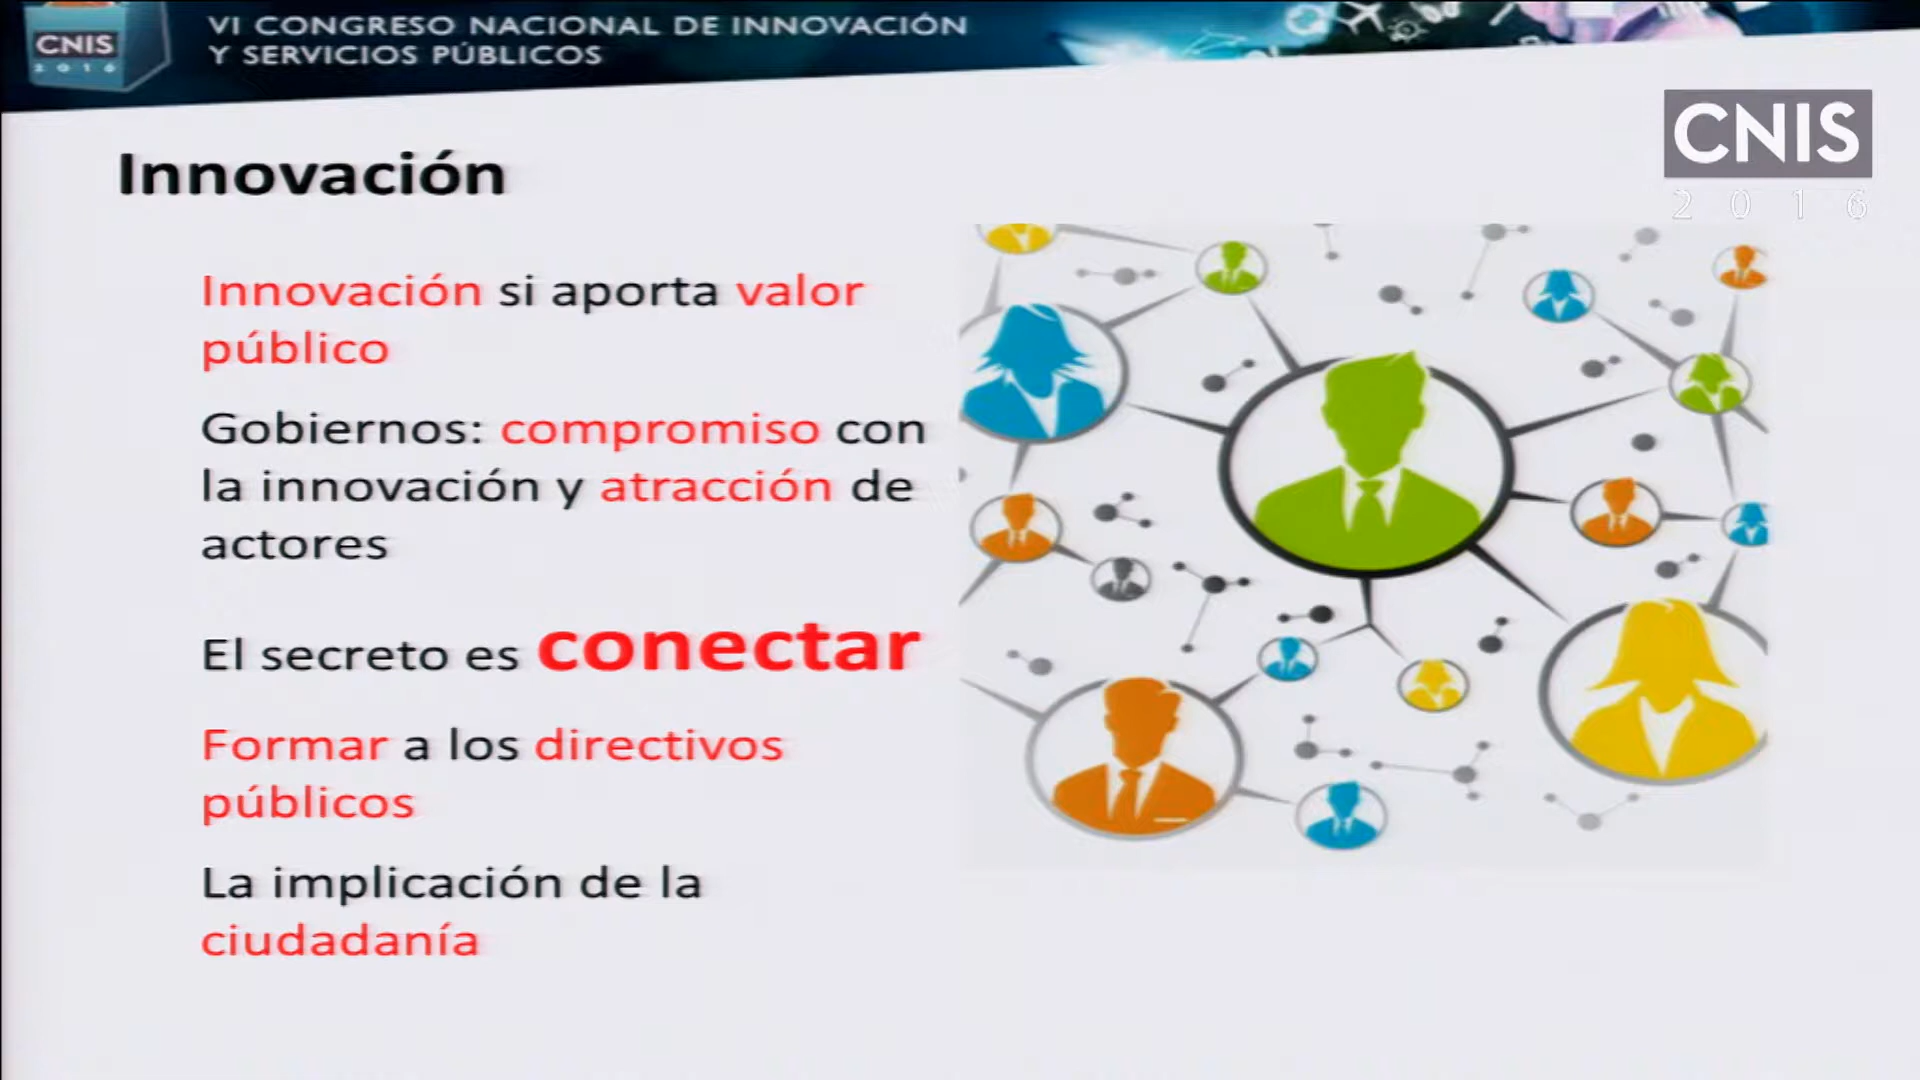 CNIS
2016
VI CONGRESO NACIONAL DE INNOVACIÓN
Y SERVICIOS PÚBLICOS
CNIS
2016
Innovación
Innovación si aporta valor
público
Gobiernos: compromiso con
la innovación y atracción de
actores
El secreto es conectar
Formar a los directivos
públicos
La implicación de la
ciudadanía